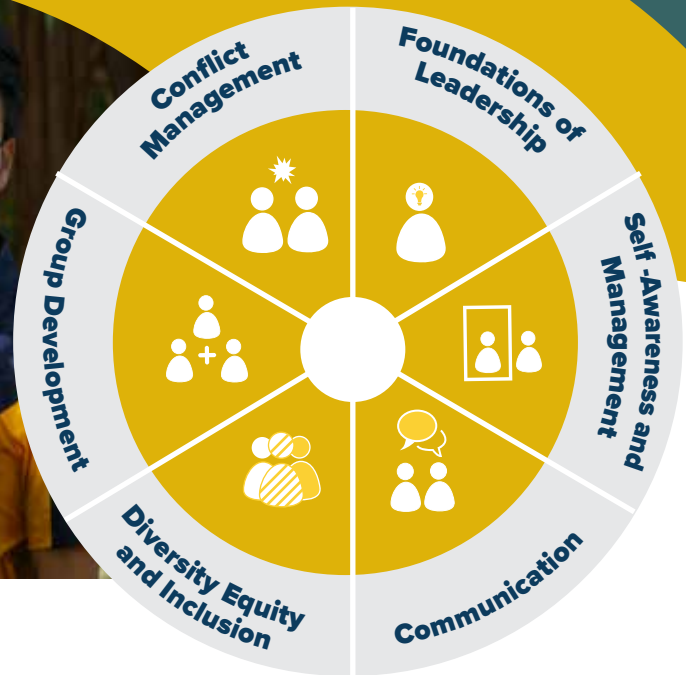 Conflict
Management
Foundations of
Leadership
Self -Awareness and
Management
Communication
Diversity Equity
and Inclusion
Group Development